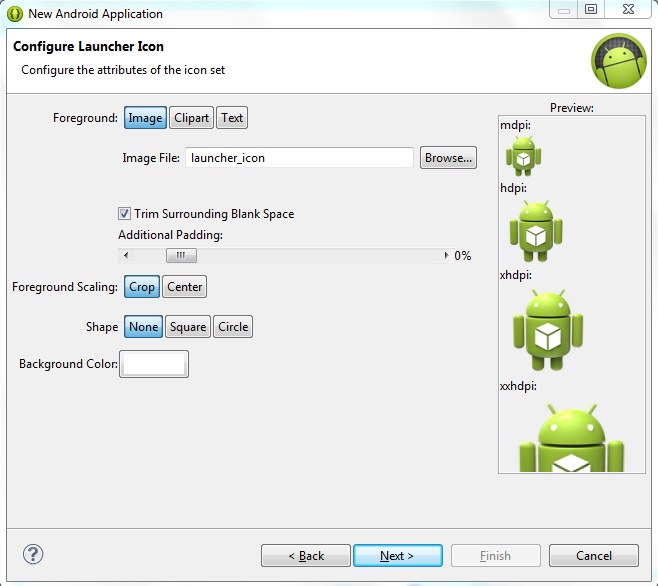 New Android Application
Configure Launcher Icon
Configure the attributes of the icon set
Foreground: Image Clipart Text
Image File: launcher_icon Browse...
Trim Surrounding Blank Space
Additional Padding:
0%
Foreground Scaling: Crop Center
Shape None Square Circle
Background Color:
Preview:
mdpi:
hdpi:
xhdpi:
xxhdpi:
? < Back Next > Finish Cancel